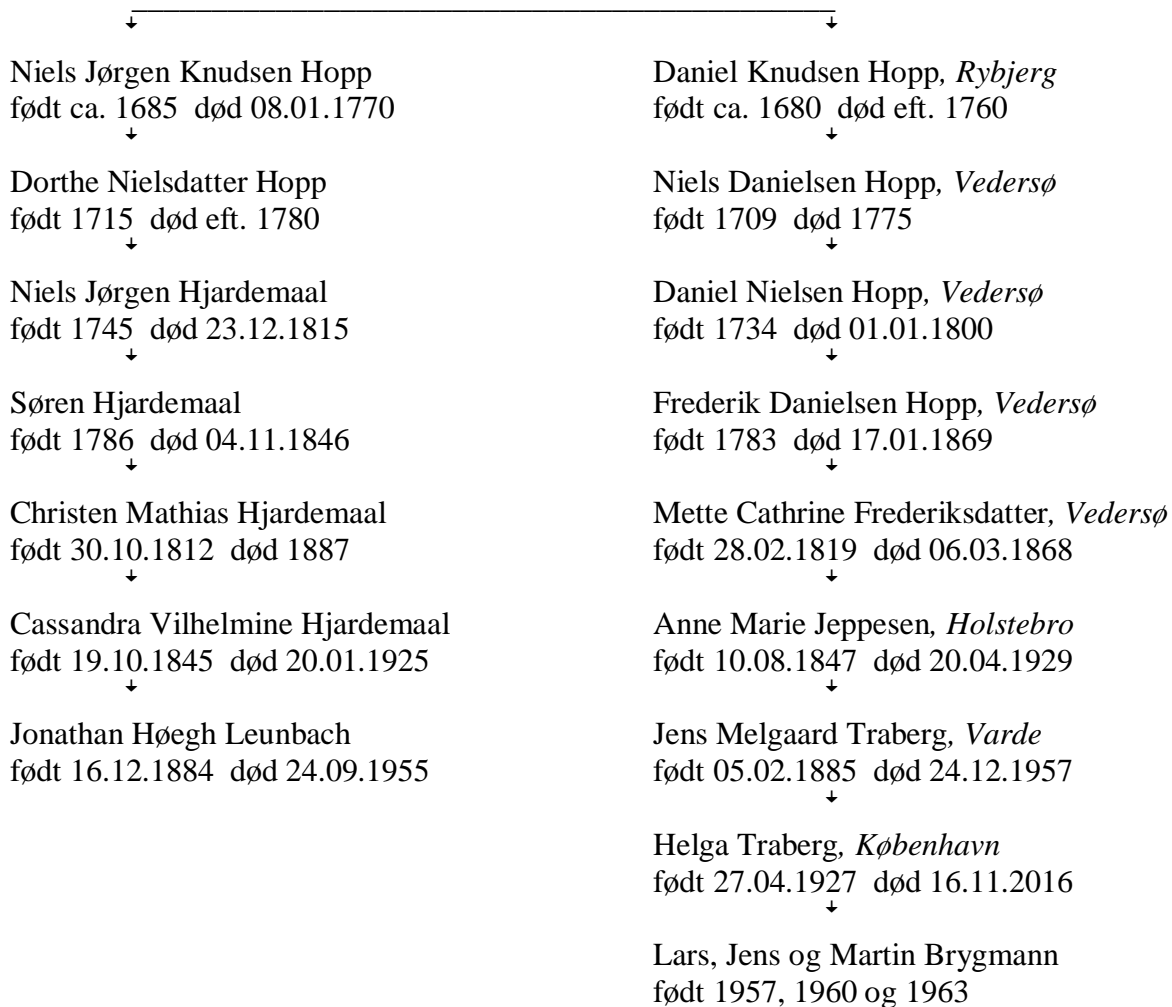 Niels Jørgen Knudsen Hopp
født ca. 1685 død 08.01.1770
Dorthe Nielsdatter Hopp
født 1715 død eft. 1780
Niels Jørgen Hjardemaal
født 1745 død 23.12.1815
Søren Hjardemaal
født 1786 død 04.11.1846
Christen Mathias Hjardemaal
født 30.10.1812 død 1887
Cassandra Vilhelmine Hjardemaal
født 19.10.1845 død 20.01.1925
Jonathan Høegh Leunbach
født 16.12.1884 død 24.09.1955
Daniel Knudsen Hopp, Rybjerg
født ca. 1680 død eft. 1760
Niels Danielsen Hopp, Vedersø
født 1709 død 1775
Daniel Nielsen Hopp, Vedersø
født 1734 død 01.01.1800
Frederik Danielsen Hopp, Vedersø
født 1783 død 17.01.1869
Mette Cathrine Frederiksdatter, Vedersø
født 28.02.1819 død 06.03.1868
Anne Marie Jeppesen, Holstebro
født 10.08.1847 død 20.04.1929
Jens Melgaard Traberg, Varde
født 05.02.1885 død 24.12.1957
Helga Traberg, København
født 27.04.1927 død 16.11.2016
Lars, Jens og Martin Brygmann
født 1957, 1960 og 1963